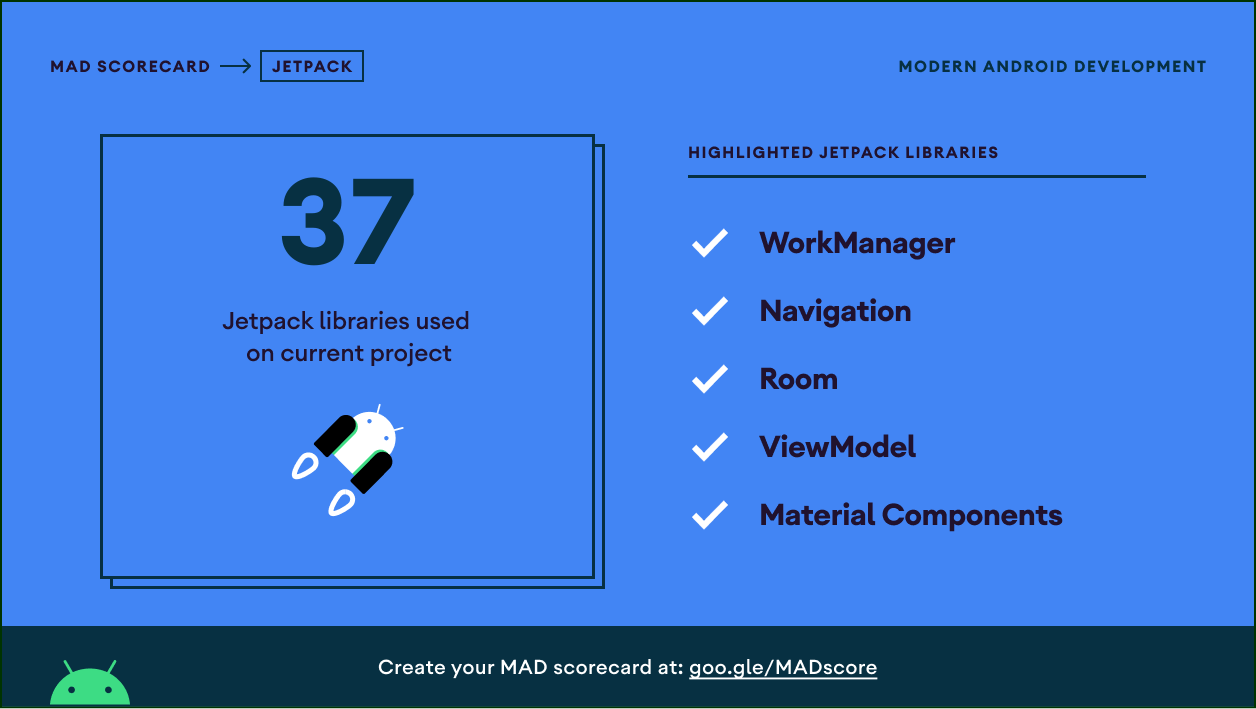 MAD SCORECARD → JETPACK
MODERN ANDROID DEVELOPMENT
37
Jetpack libraries used
on current project
HIGHLIGHTED JETPACK LIBRARIES
WorkManager
Navigation
Room
ViewModel
Material Components
Create your MAD scorecard at: goo.gle/MADscore